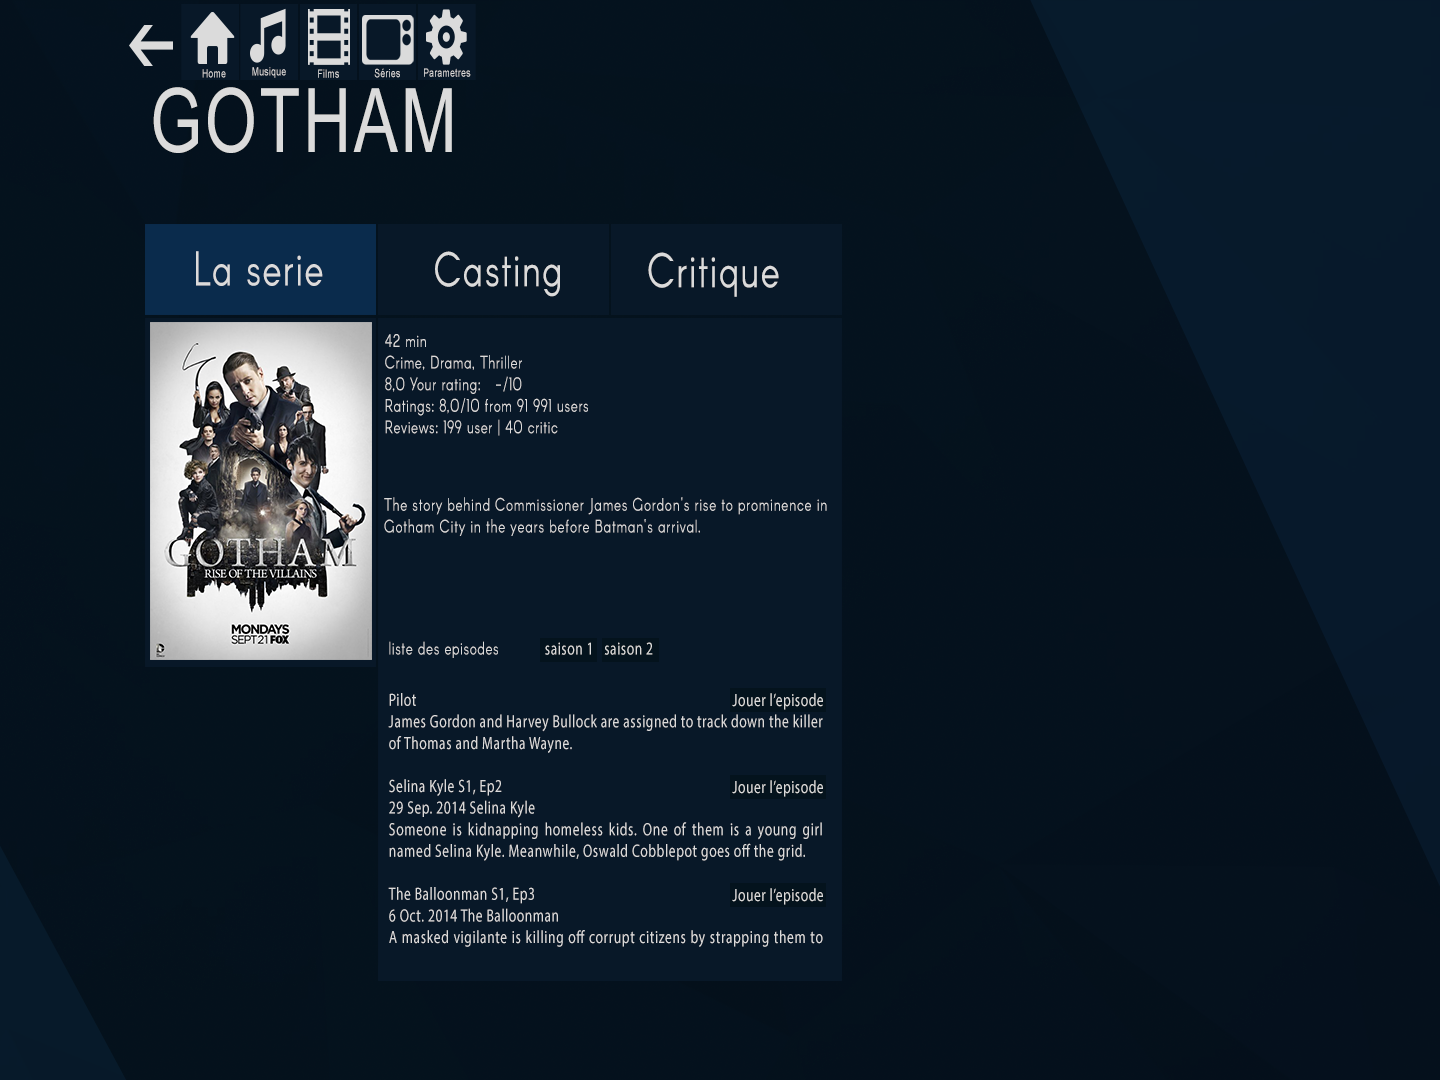 Home
Musique
Films
Séries
Parametres
GOTHAM
La serie
Casting
Critique
GOTHAM
RISE OF THE VILLAINS
MONDAYS
SEPT 21 FOX
42 min
Crime, Drama, Thriller
8,0 Your rating: -/10
Ratings: 8,0/10 from 91 991 users
Reviews: 199 user | 40 critic
The story behind Commissioner James Gordon's rise to prominence in
Gotham City in the years before Batman's arrival.
liste des episodes saison 1 saison 2
Pilot Jouer l'episode
James Gordon and Harvey Bullock are assigned to track down the killer
of Thomas and Martha Wayne.
Selina Kyle S1, Ep2 Jouer l'episode
29 Sep. 2014 Selina Kyle
Someone is kidnapping homeless kids. One of them is a young girl
named Selina Kyle. Meanwhile, Oswald Cobblepot goes off the grid.
The Balloonman S1, Ep3 Jouer l'episode
6 Oct. 2014 The Balloonman
A masked vigilante is killing off corrupt citizens by strapping them to